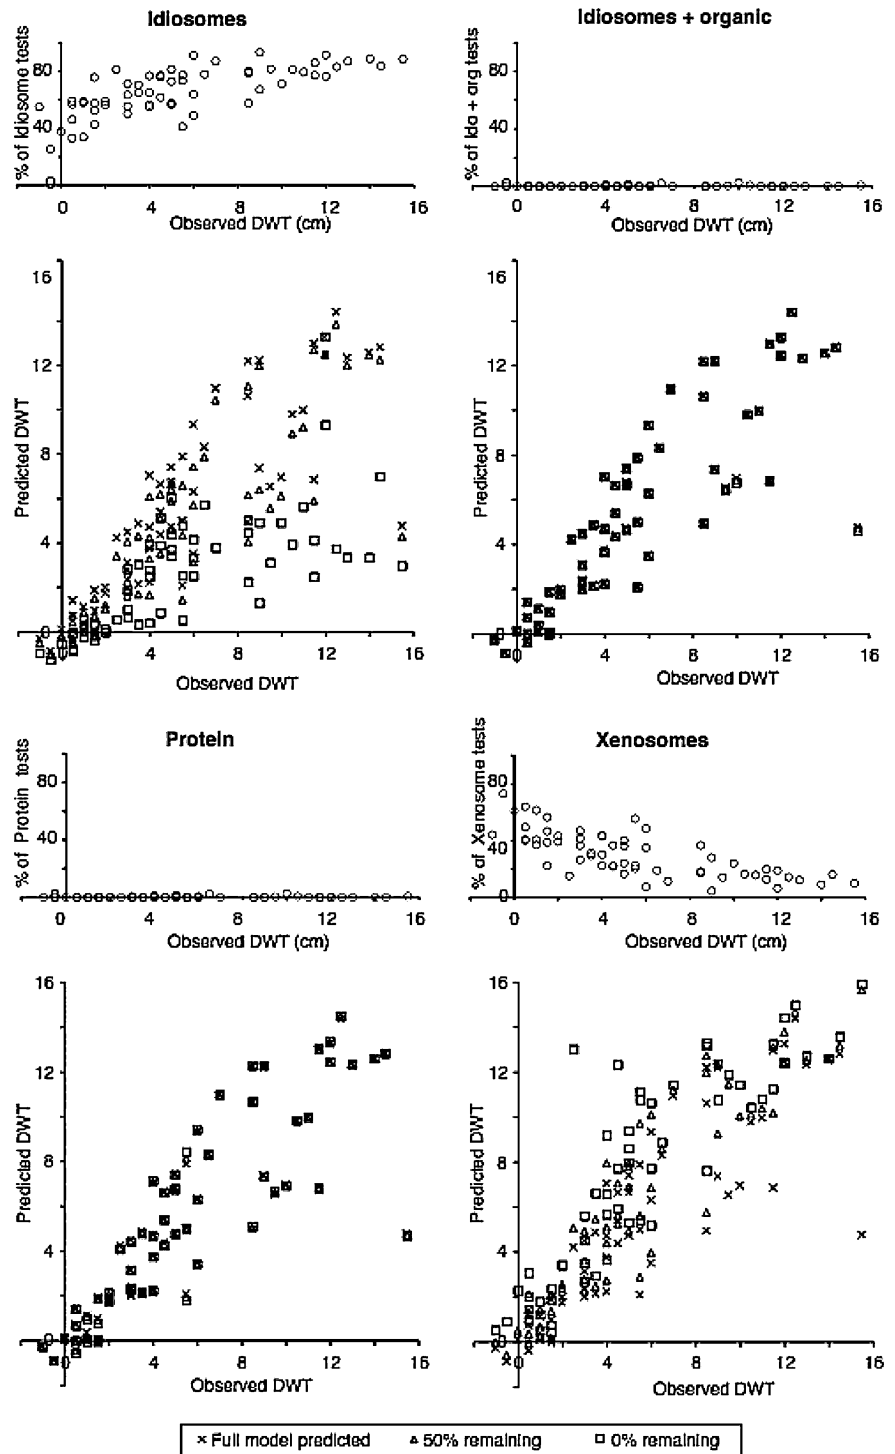 Idiosomes
% of Idiosome tests
80
40
0
0 4 8 12 16
Observed DWT (cm)
Idiosomes + organic
% of Ido + org tests
80
40
0
0 4 8 12 16
Observed DWT (cm)
Predicted DWT
16
12
8
4
0
4 8 12 16
Observed DWT
Predicted DWT
16
12
8
4
0
4 8 12 16
Observed DWT
Protein
% of Protein tests
80
40
0
0 4 8 12 16
Observed DWT (cm)
Xenosomes
% of Xenosome tests
80
40
0
0 4 8 12 16
Observed DWT (cm)
Predicted DWT
16
12
8
4
0
0 4 8 12 16
Observed DWT
Predicted DWT
16
12
8
4
0
0 4 8 12 16
Observed DWT
× Full model predicted △ 50% remaining □ 0% remaining